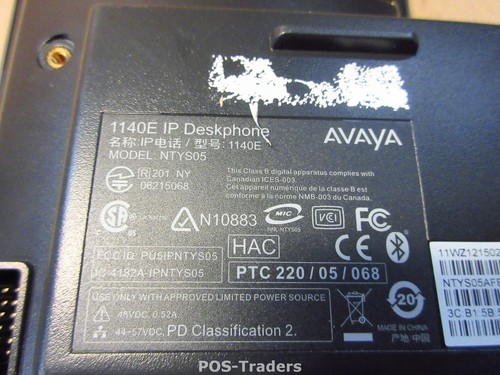 1140E IP Deskphone
AVAYA
名称:IP电话 / 型号: 1140E
MODEL: NTYS05
This Class B digital apparatus complies with
Canadian ICES-003.
Cet appareil numérique de la classe B est
conforme à la norme NMB-003 du Canada.
[R]201 NY
06215068
N10883
MIC
VCI
FC
HAC
CE
FCC ID: PUSIPNTYS05
IC: 4182A-IPNTYS05
PTC 220 / 05 / 068
USE ONLY WITH APPROVED LIMITED POWER SOURCE
48VDC, 0.52A.
44-57VDC, PD Classification 2.
20
MADE IN CHINA
中国
11WZ121502
NTYS05AFE
3C B1 5B 5
POS-Traders